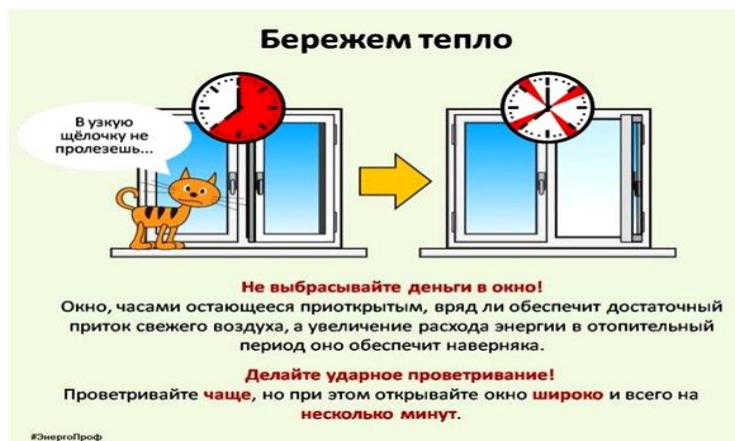 Бережем тепло
В узкую
щёлочку не
пролезешь...
Не выбрасывайте деньги в окно!
Окно, часами остающееся приоткрытым, вряд ли обеспечит достаточный
приток свежего воздуха, а увеличение расхода энергии в отопительный
период оно обеспечит наверняка.
Делайте ударное проветривание!
Проветривайте чаще, но при этом открывайте окно широко и всего на
несколько минут.
#ЭнергоПроф